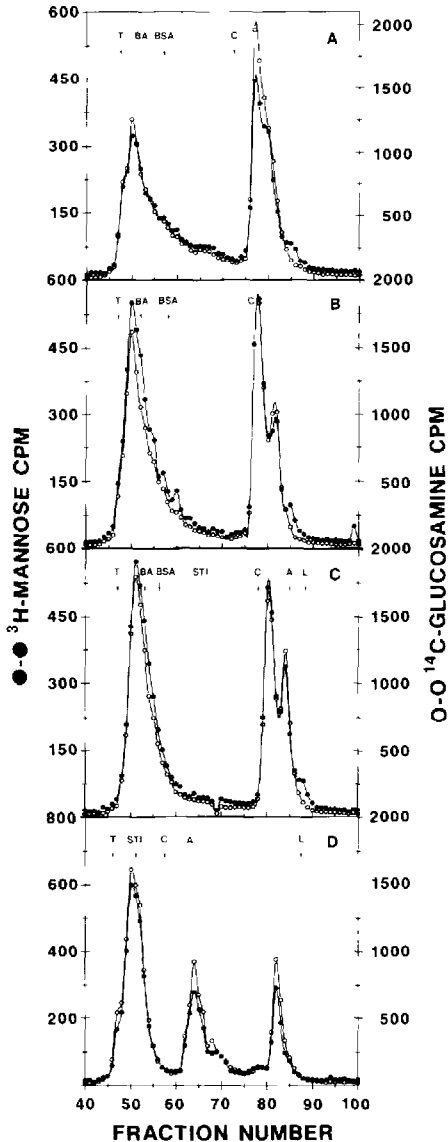 600 T BA BSA C A 2000
450 1500
300 1000
150 500
600 2000
T BA BSA C B
450 1500
300 1000
150 500
600 2000
T BA BSA STI C A L C
450 1500
300 1000
150 500
800 2000
T STI C A L D
600 1500
400 1000
200 500
40 50 60 70 80 90 100
FRACTION NUMBER
●-● ³H-MANNOSE CPM
O-O ¹⁴C-GLUCOSAMINE CPM